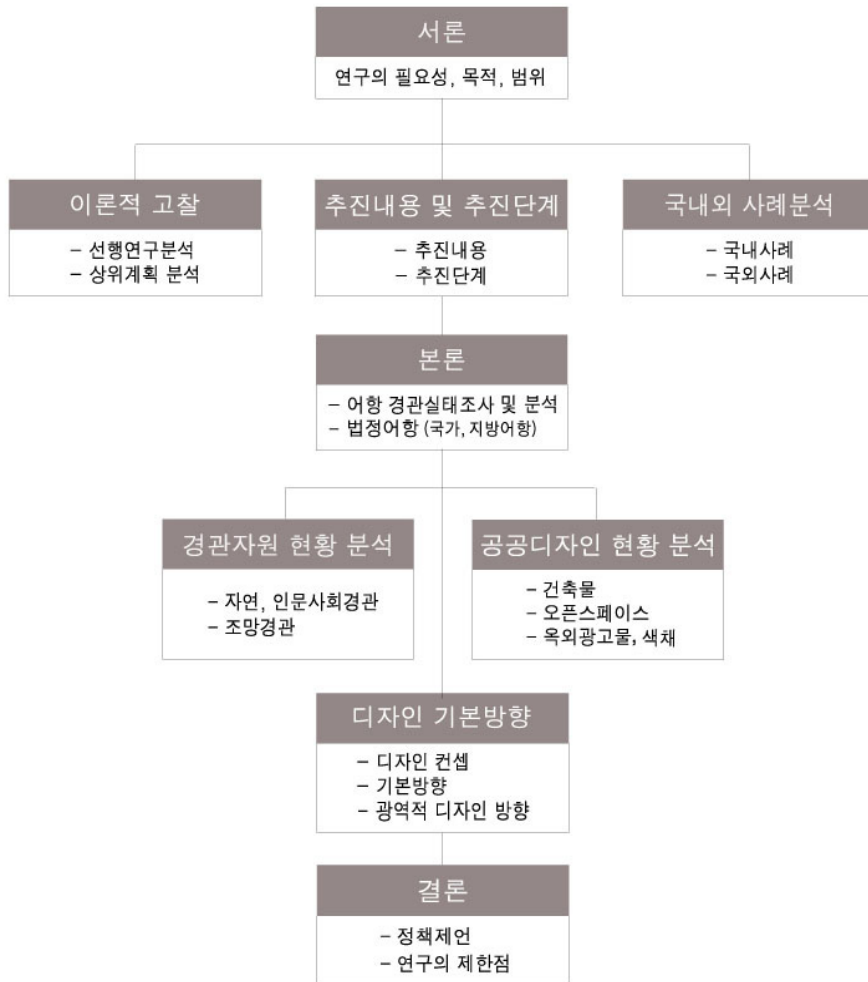 서론
연구의 필요성, 목적, 범위
이론적 고찰
– 선행연구분석
– 상위계획 분석
추진내용 및 추진단계
– 추진내용
– 추진단계
국내외 사례분석
– 국내사례
– 국외사례
본론
– 어항 경관실태조사 및 분석
– 법정어항 (국가, 지방어항)
경관자원 현황 분석
– 자연, 인문사회경관
– 조망경관
공공디자인 현황 분석
– 건축물
– 오픈스페이스
– 옥외광고물, 색채
디자인 기본방향
– 디자인 컨셉
– 기본방향
– 광역적 디자인 방향
결론
– 정책제언
– 연구의 제한점